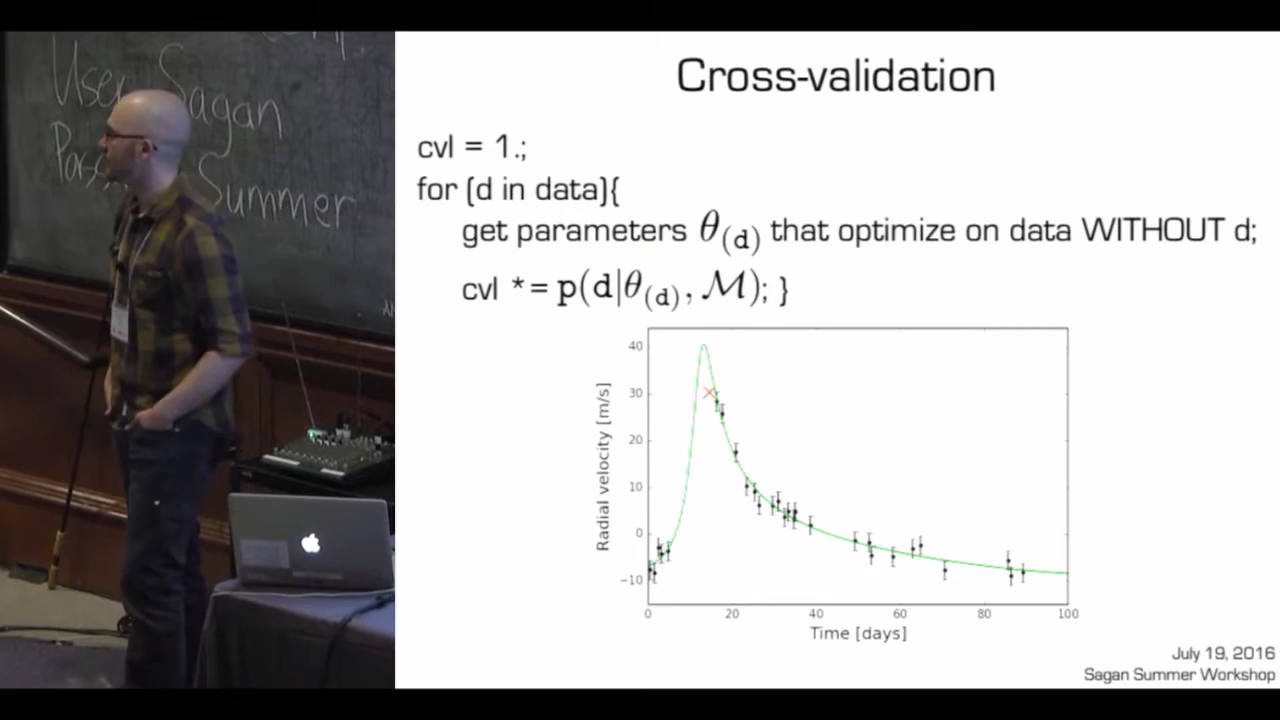 User Sagan
Summer
Cross-validation
cvl = 1.;
for (d in data){
get parameters θ(d) that optimize on data WITHOUT d;
cvl *= p(d|θ(d), M); }
40
30
20
10
0
−10
0 20 40 60 80 100
Radial velocity [m/s]
Time [days]
July 19, 2016
Sagan Summer Workshop